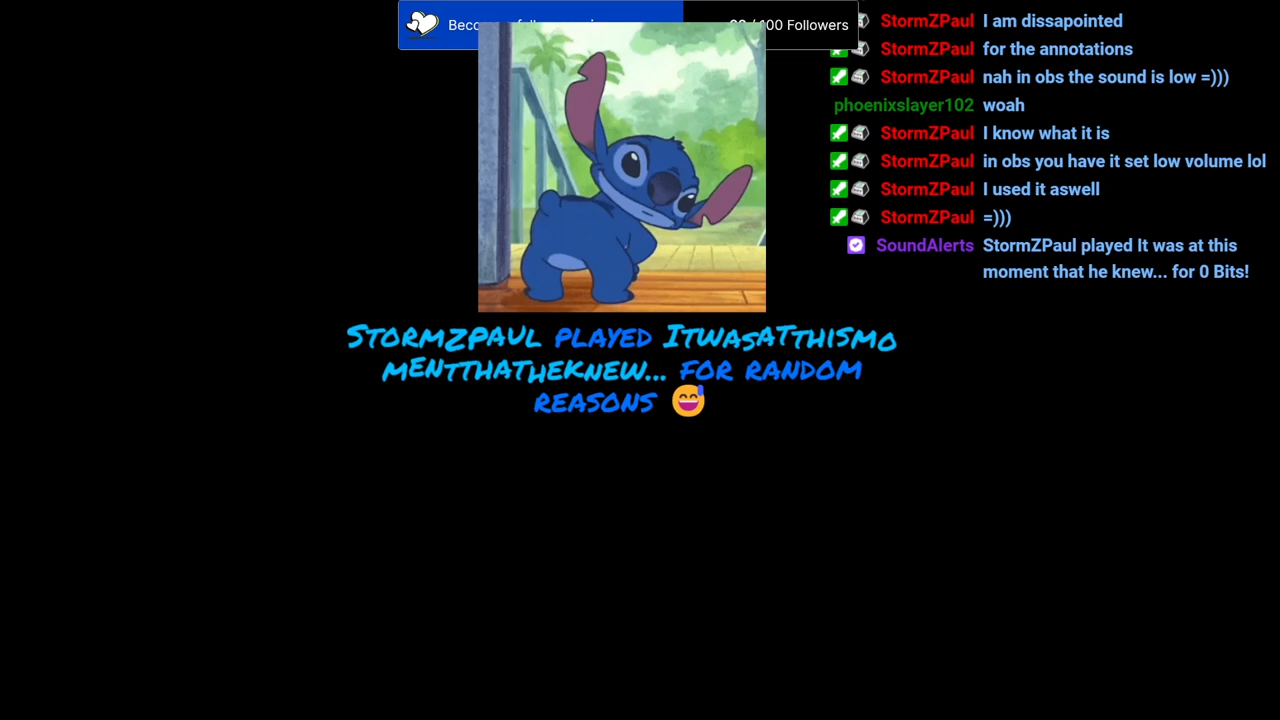 / 100 Followers
StormZPaul I am dissapointed
StormZPaul for the annotations
StormZPaul nah in obs the sound is low =)))
phoenixslayer102 woah
StormZPaul I know what it is
StormZPaul in obs you have it set low volume lol
StormZPaul I used it aswell
StormZPaul =)))
SoundAlerts StormZPaul played It was at this
moment that he knew... for 0 Bits!
StormZPaul played Itwasatthismo
mentthatheknew... for random
reasons 😅